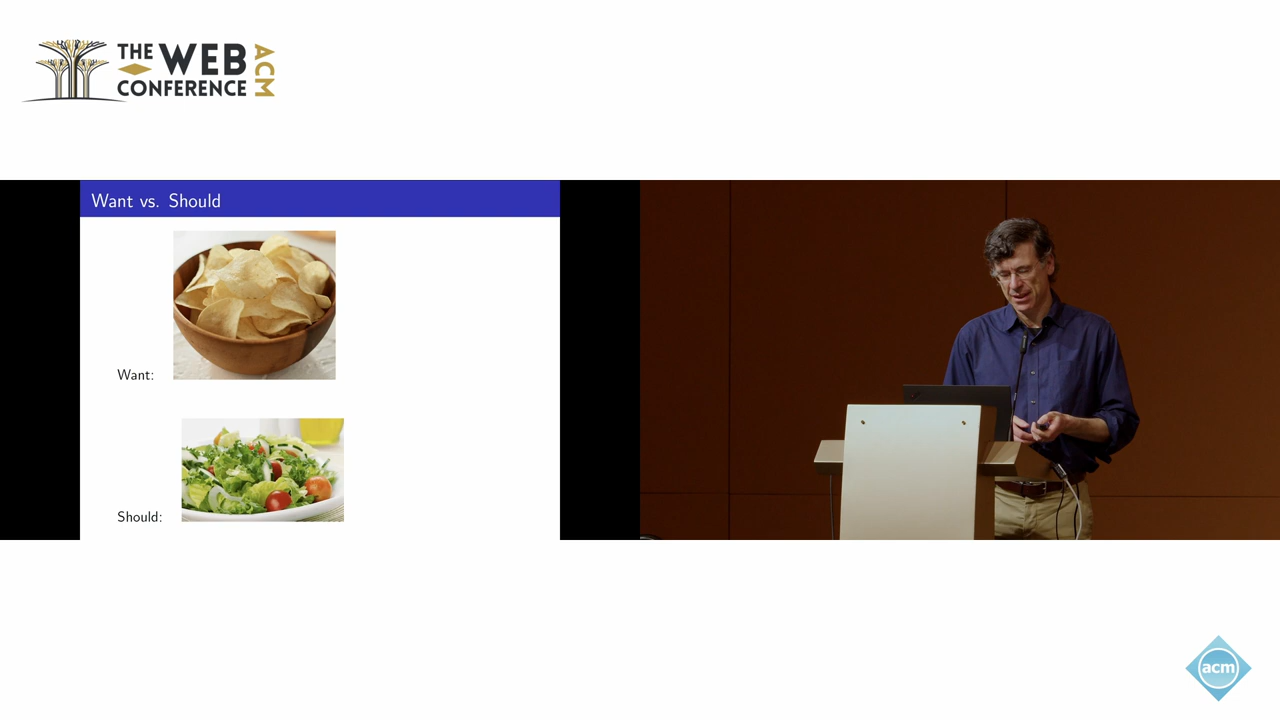 THE WEB
CONFERENCE
ACM
Want vs. Should
Want:
Should:
acm